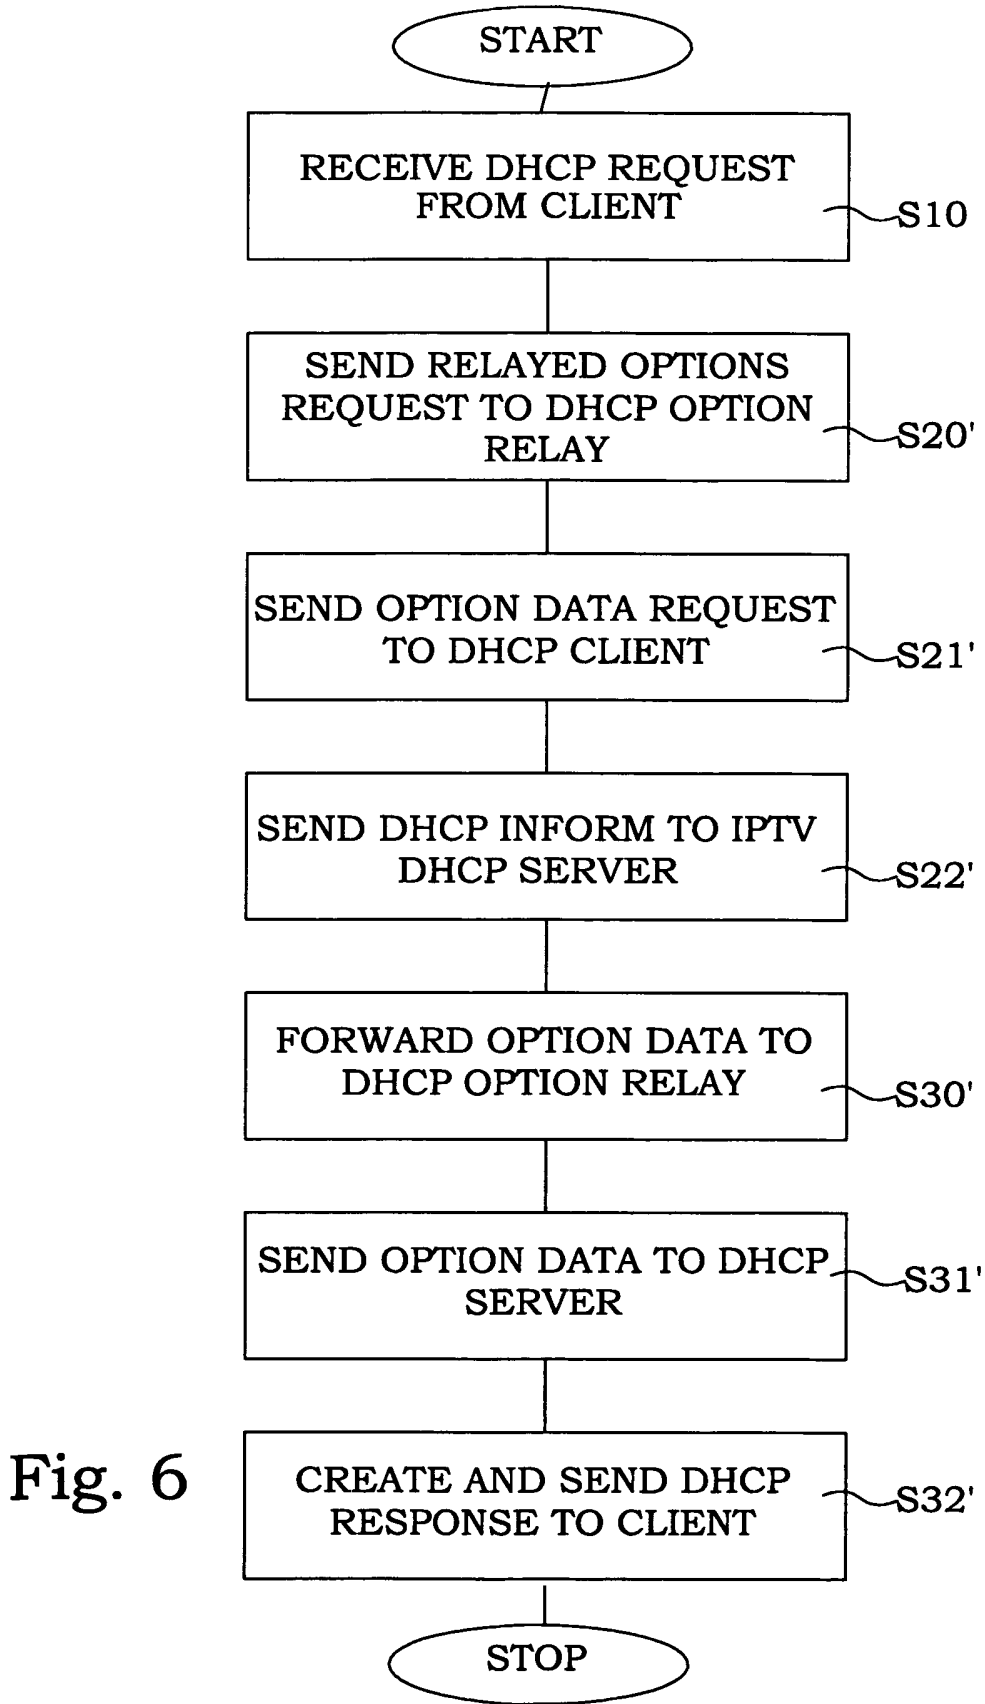 START
RECEIVE DHCP REQUEST
FROM CLIENT
S10
SEND RELAYED OPTIONS
REQUEST TO DHCP OPTION
RELAY
S20'
SEND OPTION DATA REQUEST
TO DHCP CLIENT
S21'
SEND DHCP INFORM TO IPTV
DHCP SERVER
S22'
FORWARD OPTION DATA TO
DHCP OPTION RELAY
S30'
SEND OPTION DATA TO DHCP
SERVER
S31'
CREATE AND SEND DHCP
RESPONSE TO CLIENT
S32'
STOP
Fig. 6